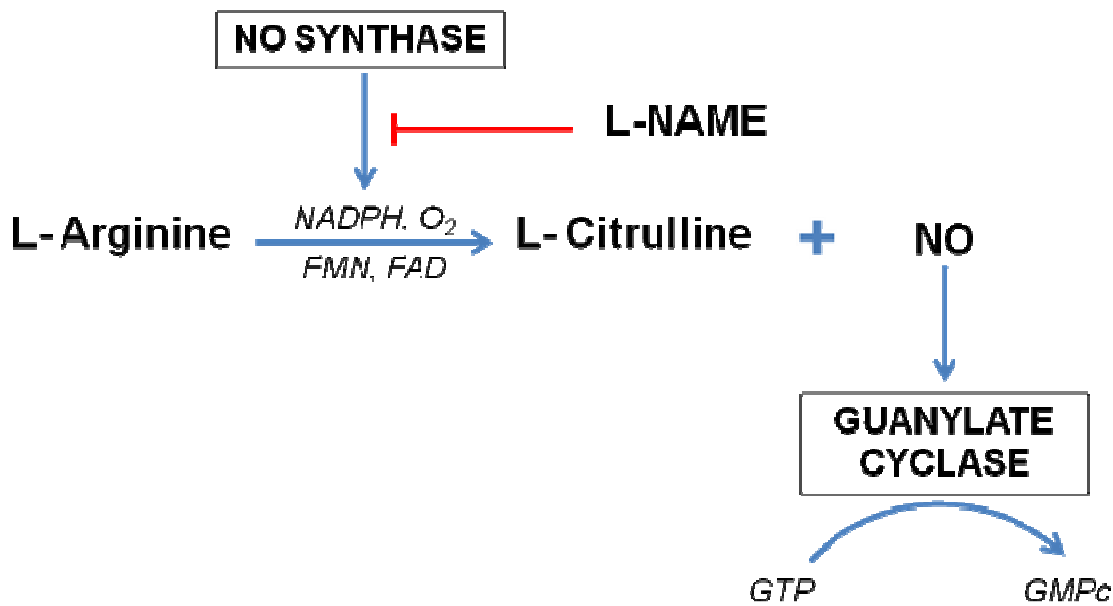 NO SYNTHASE
L-NAME
NADPH, O₂
L-Arginine
L-Citrulline + NO
FMN, FAD
GUANYLATE
CYCLASE
GTP
GMPc